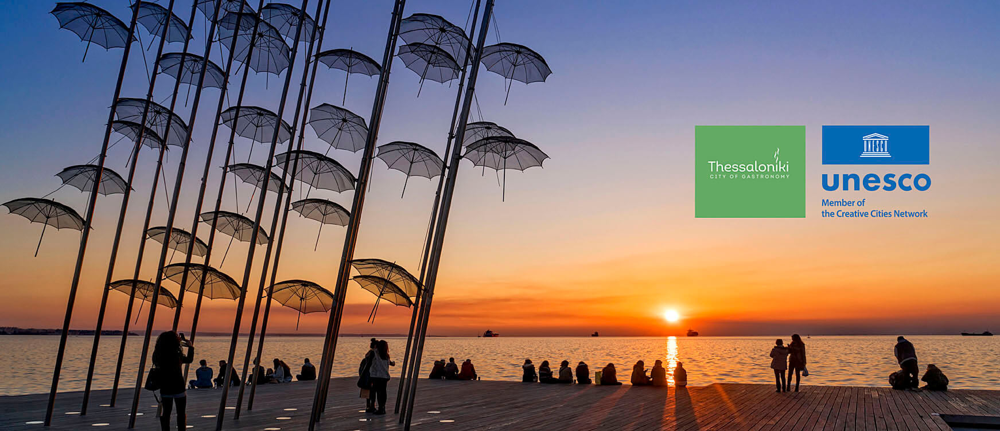 Thessaloniki
CITY OF GASTRONOMY
UNESCO
unesco
Member of
the Creative Cities Network